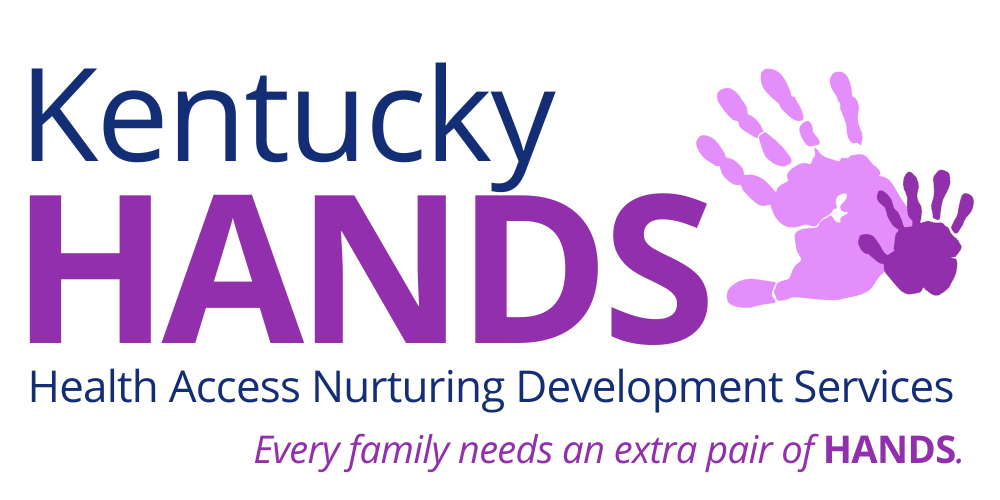 Kentucky
HANDS
Health Access Nurturing Development Services
Every family needs an extra pair of HANDS.